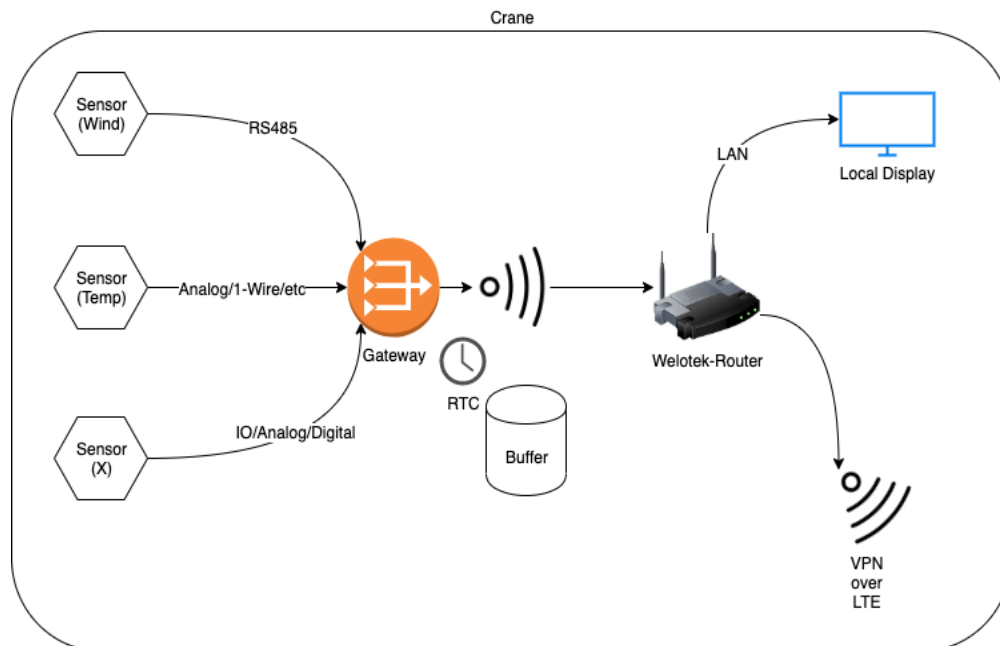 Crane
Sensor
(Wind)
RS485
LAN
Local Display
Sensor
(Temp)
Analog/1-Wire/etc
Gateway
RTC
Buffer
Welotek-Router
Sensor
(X)
IO/Analog/Digital
VPN
over
LTE